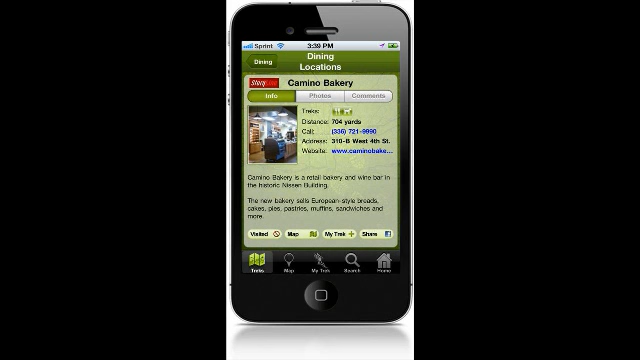 Sprint 3:39 PM
Dining
Dining
Locations
Camino Bakery
Info Photos Comments
Treks:
Distance: 704 yards
Call: (336) 721-9990
Address: 310-B West 4th St.
Website: www.caminobake...
Camino Bakery is a retail bakery and wine bar in
the historic Nissen Building.
The new bakery sells European-style breads,
cakes, pies, pastries, muffins, sandwiches and
more.
Visited Map My Trek Share
Treks Map My Trek Search Home